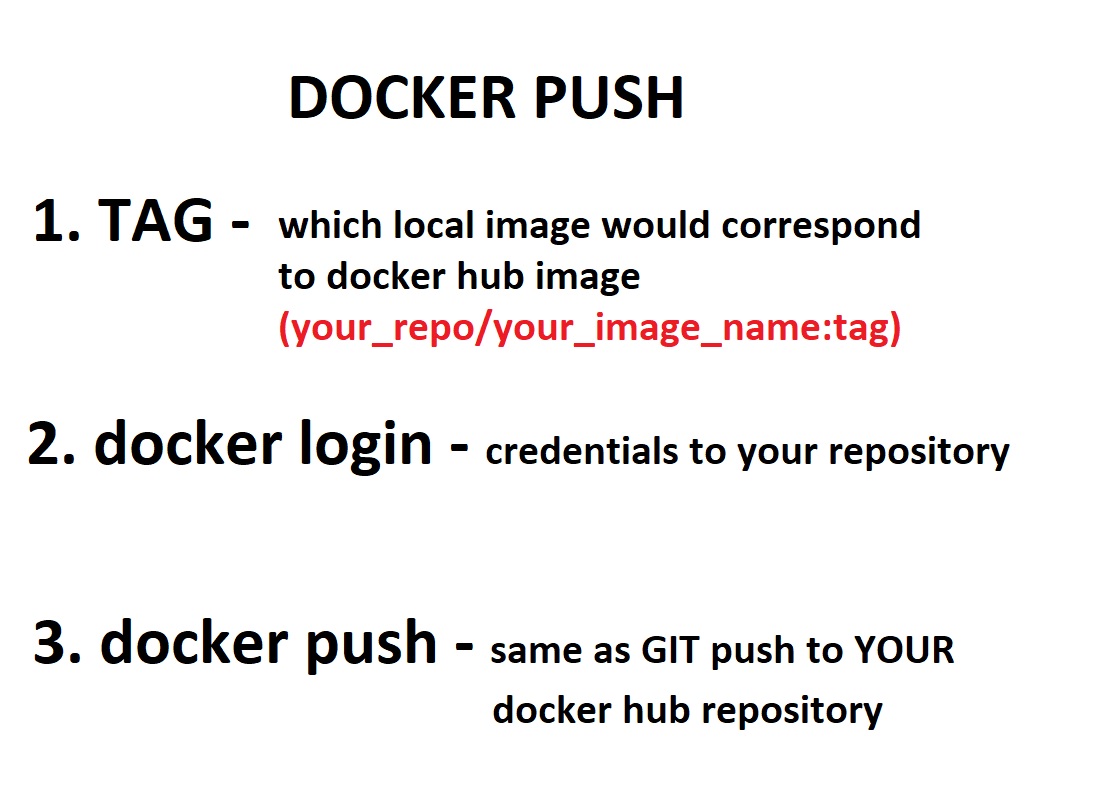 DOCKER PUSH
1. TAG - which local image would correspond
to docker hub image
(your_repo/your_image_name:tag)
2. docker login - credentials to your repository
3. docker push - same as GIT push to YOUR
docker hub repository